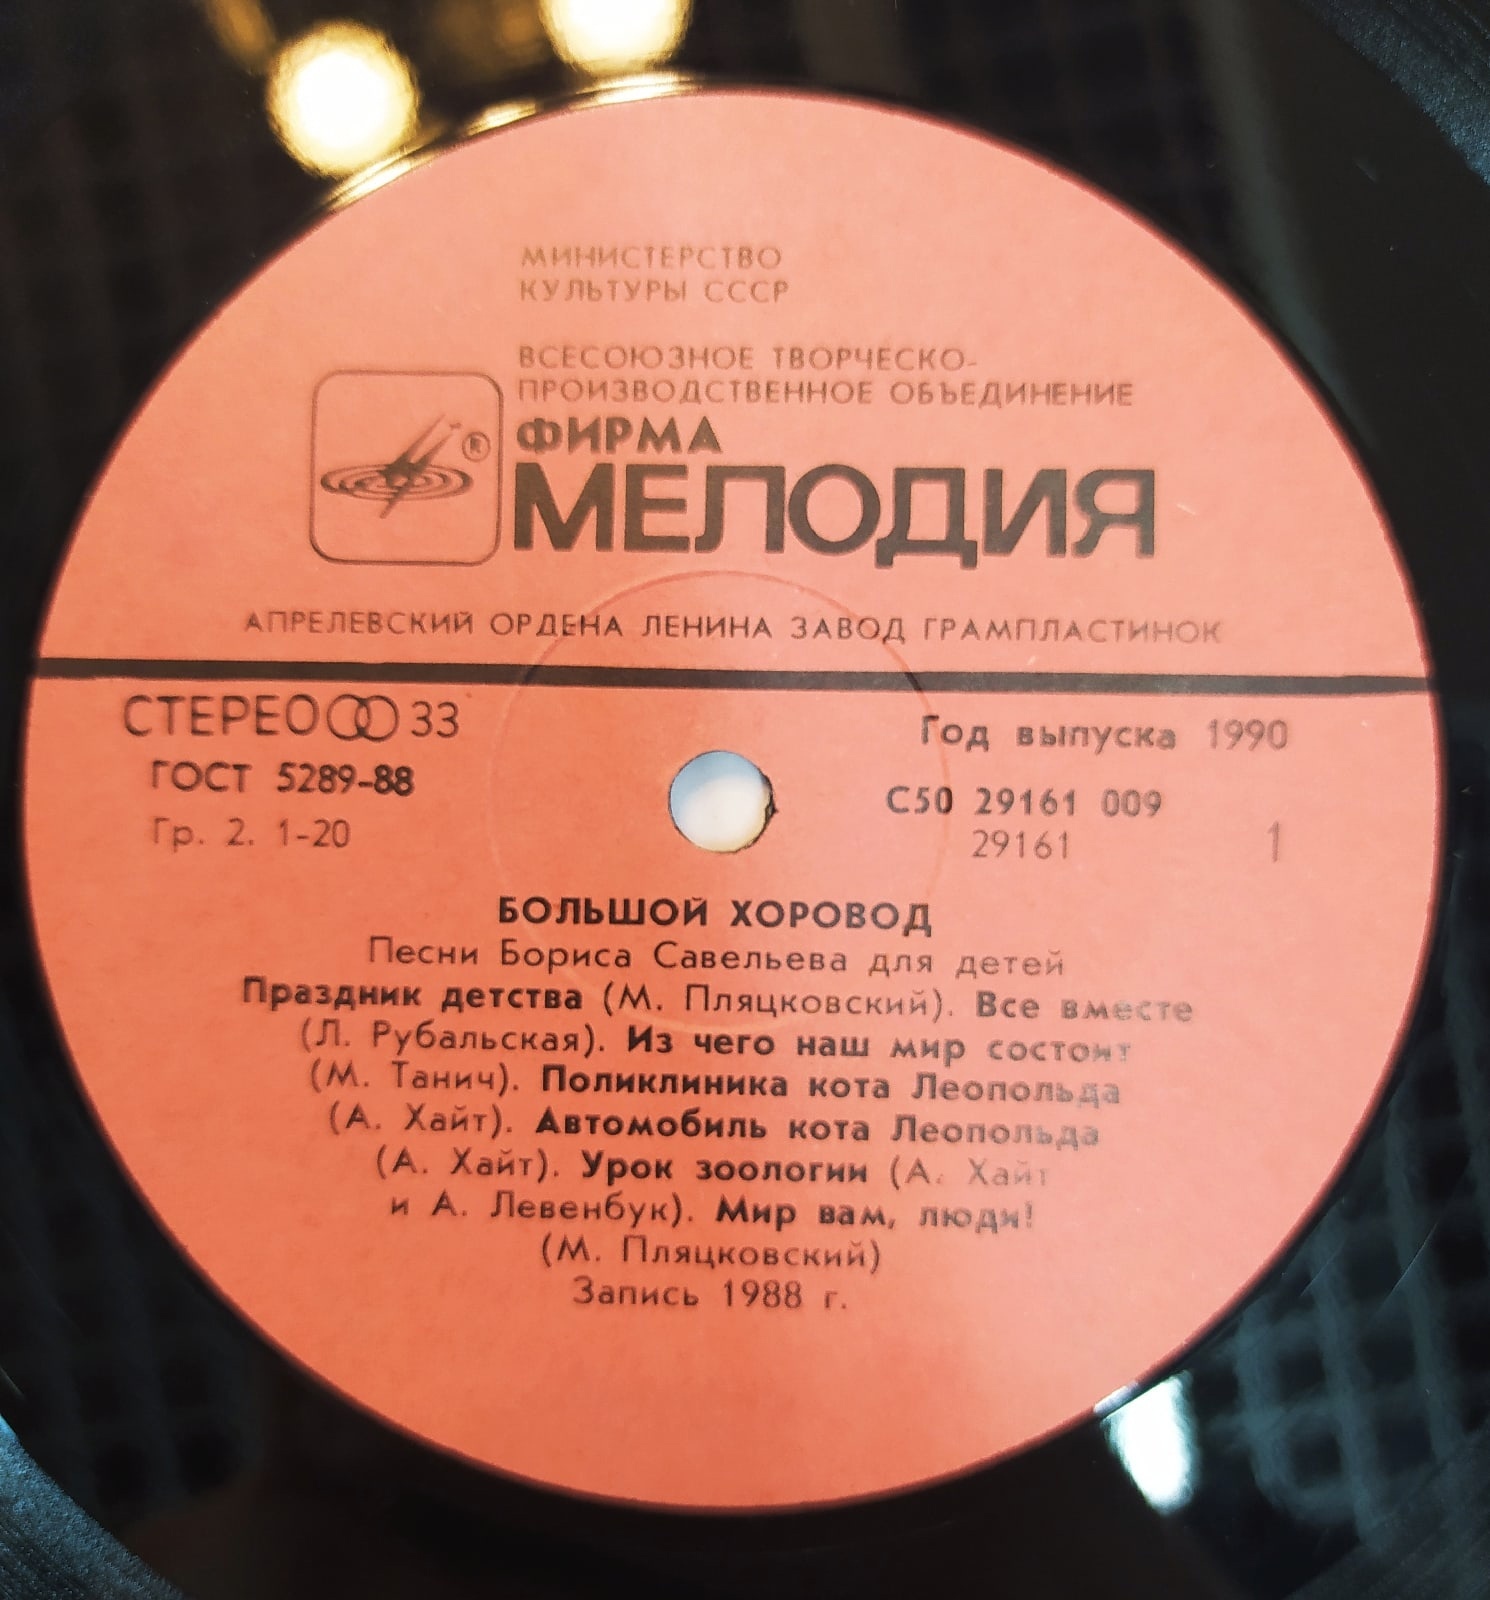 МИНИСТЕРСТВО
КУЛЬТУРЫ СССР
ВСЕСОЮЗНОЕ ТВОРЧЕСКО-
ПРОИЗВОДСТВЕННОЕ ОБЪЕДИНЕНИЕ
ФИРМА
®
МЕЛОДИЯ
АПРЕЛЕВСКИЙ ОРДЕНА ЛЕНИНА ЗАВОД ГРАМПЛАСТИНОК
СТЕРЕО 33
Год выпуска 1990
ГОСТ 5289-88
С50 29161 009
Гр. 2. 1-20
29161 1
БОЛЬШОЙ ХОРОВОД
Песни Бориса Савельева для детей
Праздник детства (М. Пляцковский). Все вместе
(Л. Рубальская). Из чего наш мир состоит
(М. Танич). Поликлиника кота Леопольда
(А. Хайт). Автомобиль кота Леопольда
(А. Хайт). Урок зоологии (А. Хайт
и А. Левенбук). Мир вам, люди!
(М. Пляцковский)
Запись 1988 г.